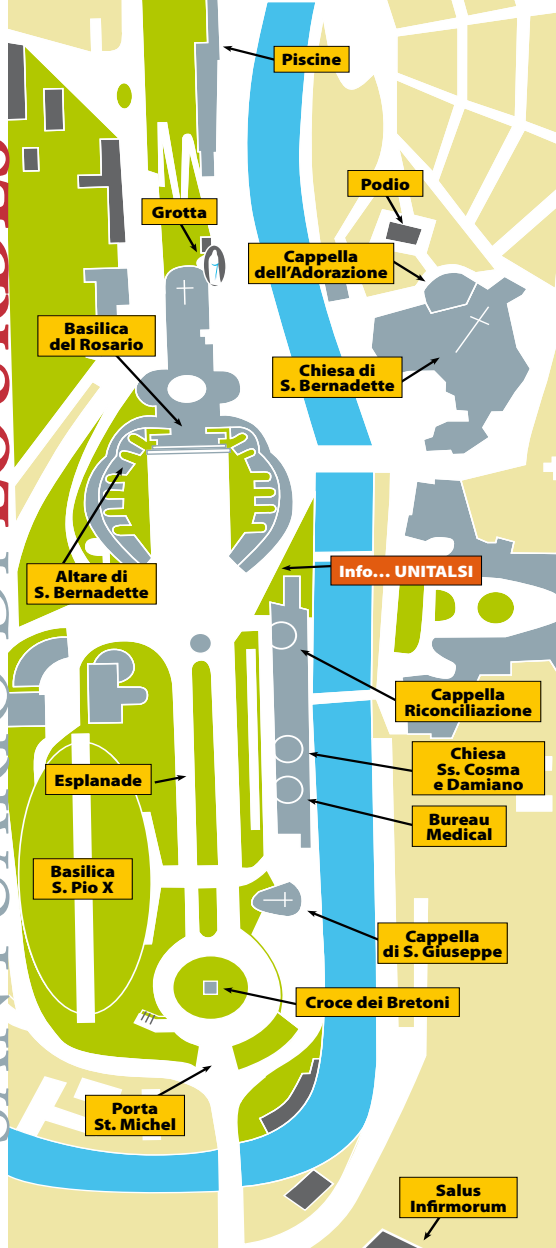 Piscine
Podio
Grotta
Cappella
dell'Adorazione
Basilica
del Rosario
Chiesa di
S. Bernadette
Altare di
S. Bernadette
Info... UNITALSI
Cappella
Riconciliazione
Chiesa
Ss. Cosma
e Damiano
Esplanade
Bureau
Medical
Basilica
S. Pio X
Cappella
di S. Giuseppe
Croce dei Bretoni
Porta
St. Michel
Salus
Infirmorum